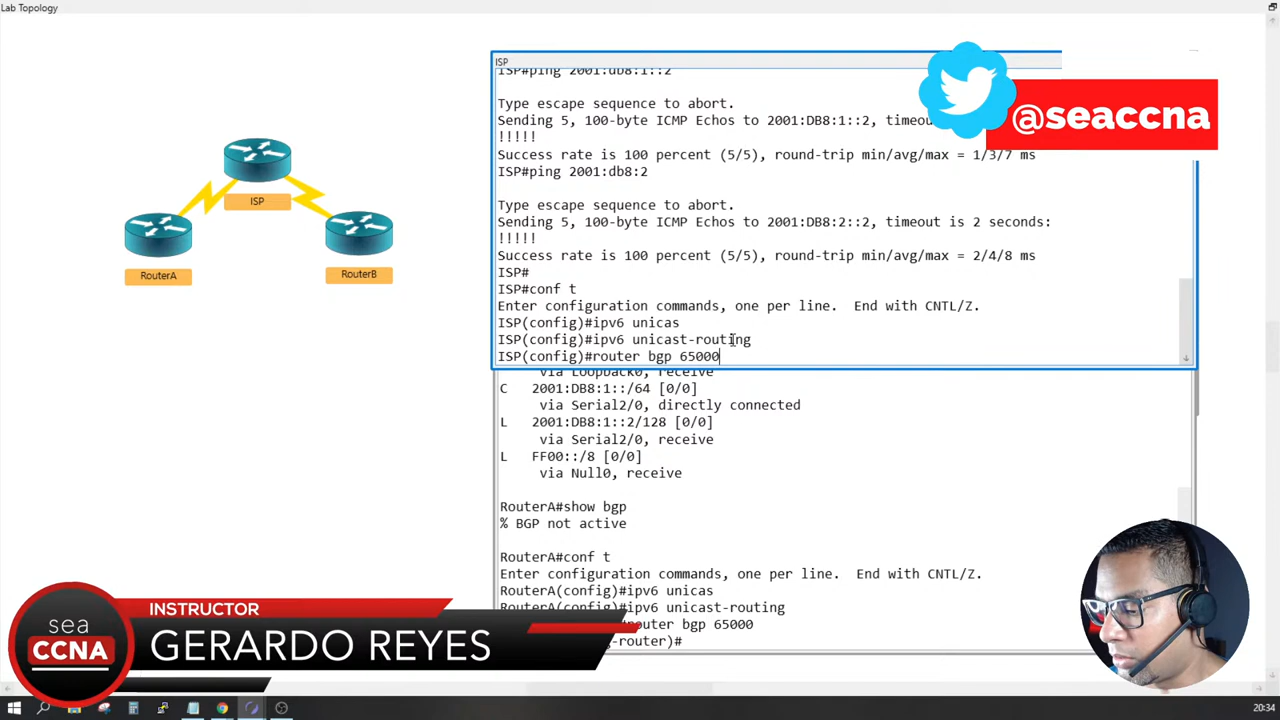 Lab Topology
ISP
RouterA
RouterB
ISP
ISP#ping 2001:db8:1::2
Type escape sequence to abort.
Sending 5, 100-byte ICMP Echos to 2001:DB8:1::2, timeou
!!!!!
Success rate is 100 percent (5/5), round-trip min/avg/max = 1/3/7 ms
ISP#ping 2001:db8:2
Type escape sequence to abort.
Sending 5, 100-byte ICMP Echos to 2001:DB8:2::2, timeout is 2 seconds:
!!!!!
Success rate is 100 percent (5/5), round-trip min/avg/max = 2/4/8 ms
ISP#
ISP#conf t
Enter configuration commands, one per line.  End with CNTL/Z.
ISP(config)#ipv6 unicas
ISP(config)#ipv6 unicast-routing
ISP(config)#router bgp 65000
via Loopback0, receive
C   2001:DB8:1::/64 [0/0]
via Serial2/0, directly connected
L   2001:DB8:1::2/128 [0/0]
via Serial2/0, receive
L   FF00::/8 [0/0]
via Null0, receive
RouterA#show bgp
% BGP not active
RouterA#conf t
Enter configuration commands, one per line.  End with CNTL/Z.
RouterA(config)#ipv6 unicas
RouterA(config)#ipv6 unicast-routing
router bgp 65000
-router)#
@seaccna
sea
CCNA
INSTRUCTOR
GERARDO REYES
20:34